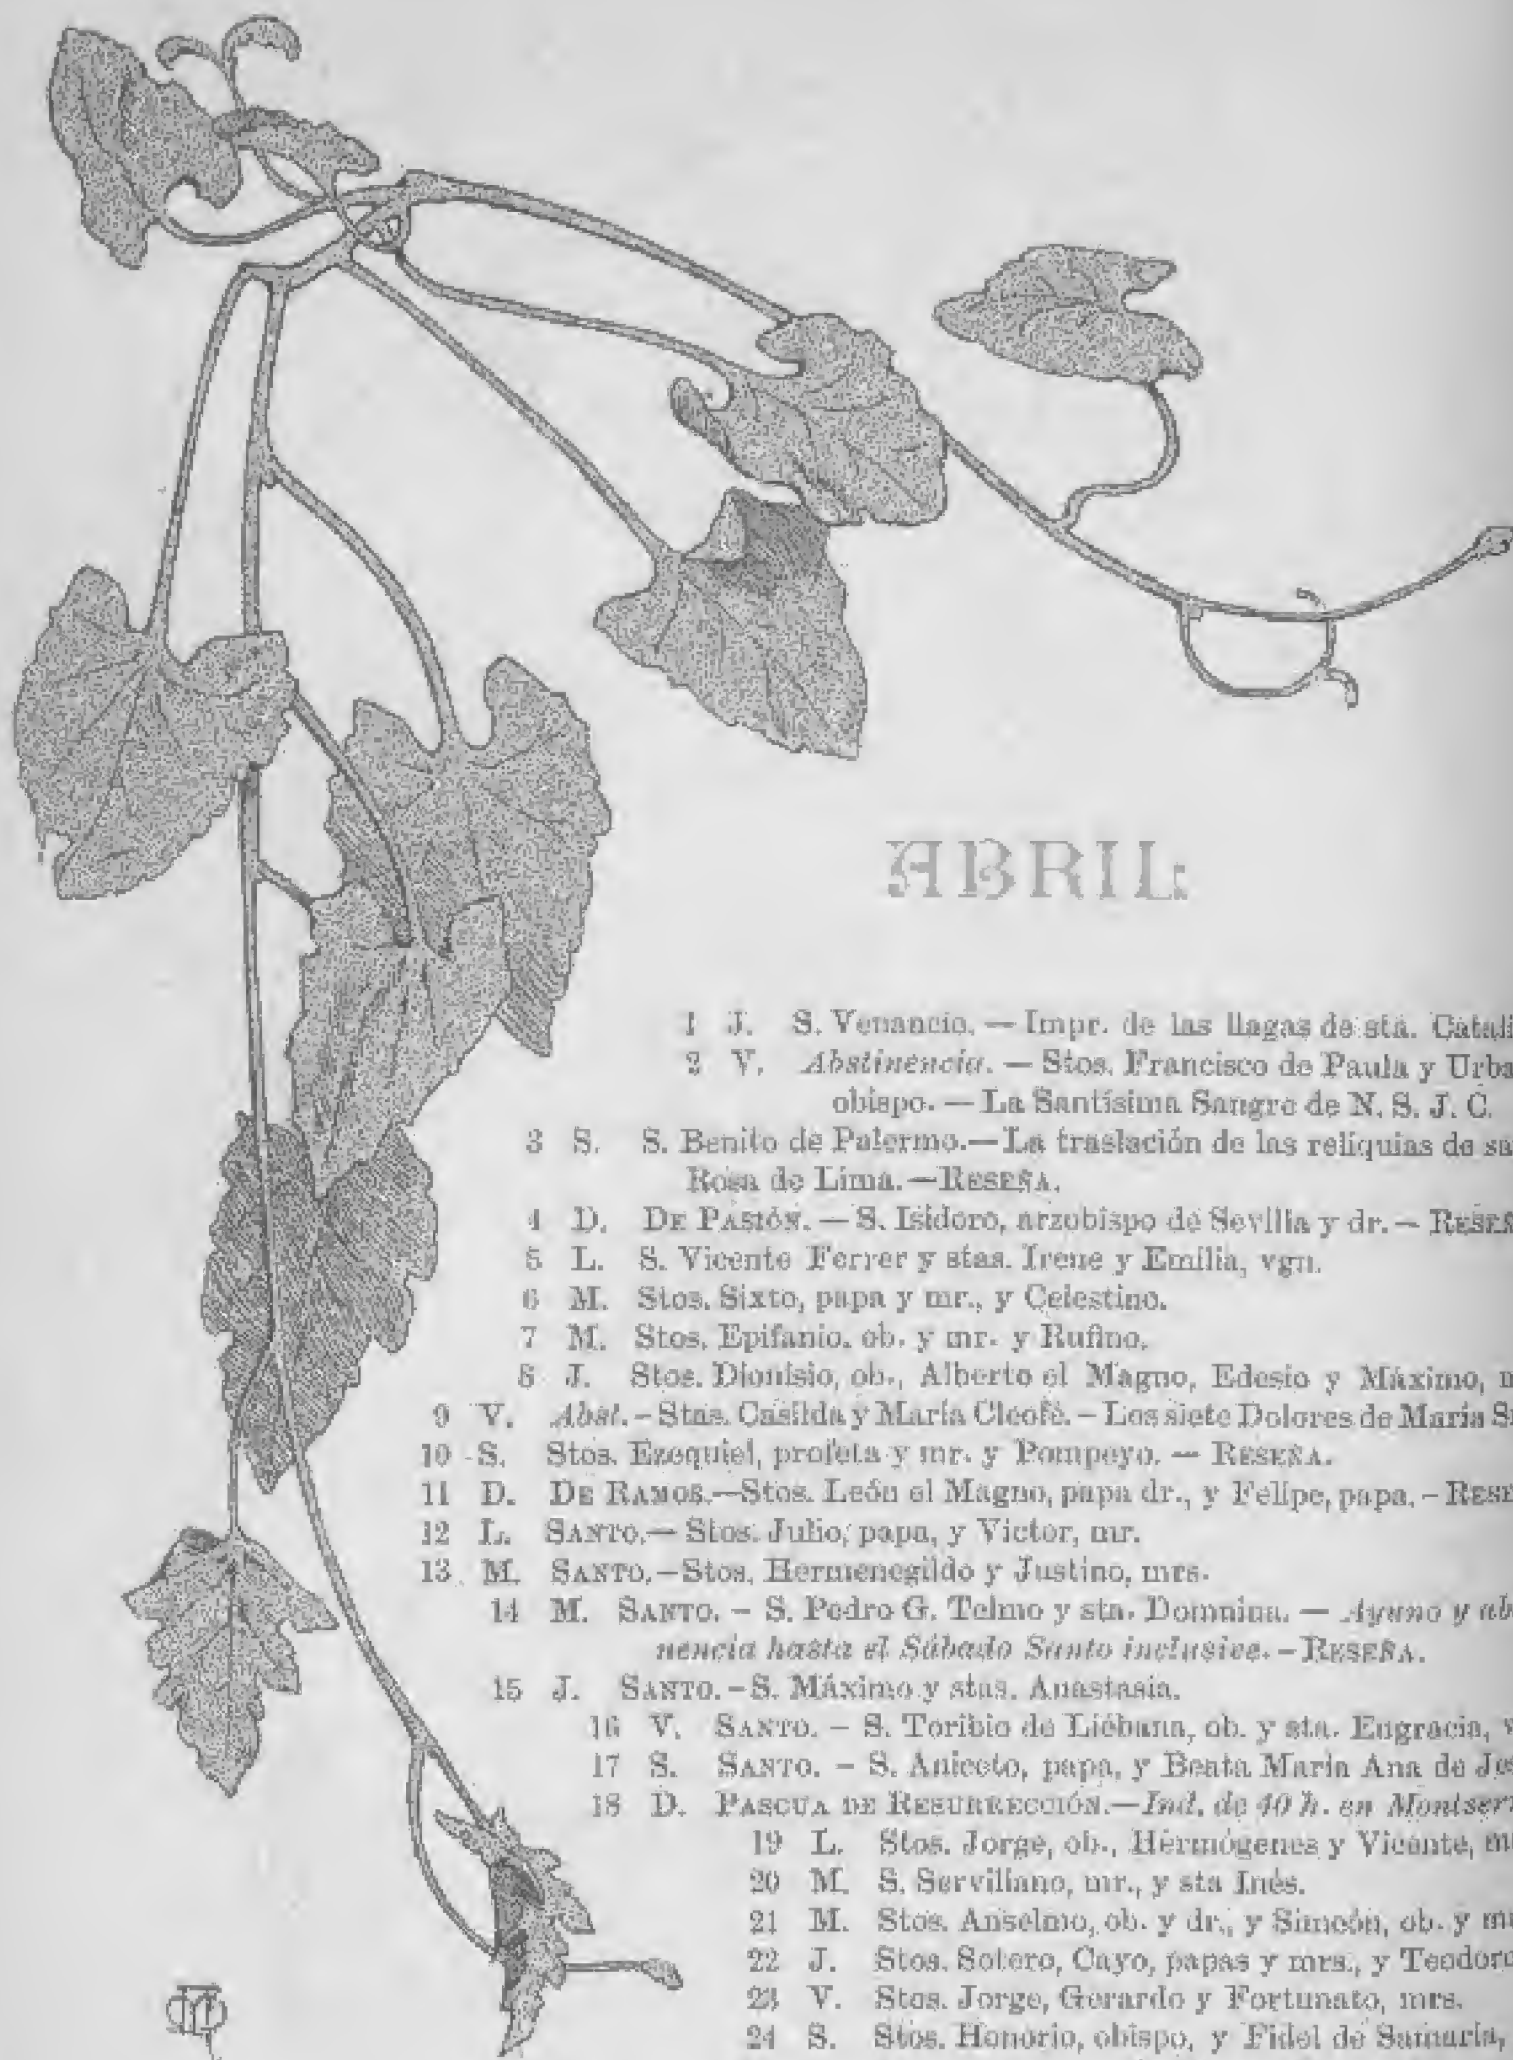 ABRIL
1 J. S. Venancio. — Impr. de las llagas de sta. Catali
2 V. Abstinencia. — Stos. Francisco de Paula y Urba
obispo. — La Santísima Sangre de N. S. J. C.
3 S. S. Benito de Palermo.—La traslación de las reliquias de sa
Rosa de Lima.—RESEÑA.
4 D. DE PASIÓN. — S. Isidoro, arzobispo de Sevilla y dr. — RESEÑ
5 L. S. Vicente Ferrer y stas. Irene y Emilia, vgn.
6 M. Stos. Sixto, papa y mr., y Celestino.
7 M. Stos. Epifanio, ob. y mr. y Rufino.
8 J. Stos. Dionisio, ob., Alberto el Magno, Edesio y Máximo, m
9 V. Abst. – Stas. Casilda y María Cleofé. – Los siete Dolores de María S
10 S. Stos. Ezequiel, profeta y mr. y Pompeyo. — RESEÑA.
11 D. DE RAMOS.—Stos. León el Magno, papa dr., y Felipe, papa. – RESE
12 L. SANTO.— Stos. Julio, papa, y Victor, mr.
13 M. SANTO.—Stos. Hermenegildo y Justino, mrs.
14 M. SANTO. – S. Pedro G. Telmo y sta. Domnina. — Ayuno y ab
nencia hasta el Sábado Santo inclusive. – RESEÑA.
15 J. SANTO. – S. Máximo y stas. Anastasia.
16 V. SANTO. – S. Toribio de Liébana, ob. y sta. Engracia, v
17 S. SANTO. – S. Aniceto, papa, y Beata María Ana de Jes
18 D. PASCUA DE RESURRECCIÓN.—Ind. de 40 h. en Montserr
19 L. Stos. Jorge, ob., Hermógenes y Vicente, m
20 M. S. Serviliano, mr., y sta Inés.
21 M. Stos. Anselmo, ob. y dr., y Simeón, ob. y m
22 J. Stos. Sotero, Cayo, papas y mrs., y Teodoro
23 V. Stos. Jorge, Gerardo y Fortunato, mrs.
24 S. Stos. Honorio, obispo, y Fidel de Samaria,